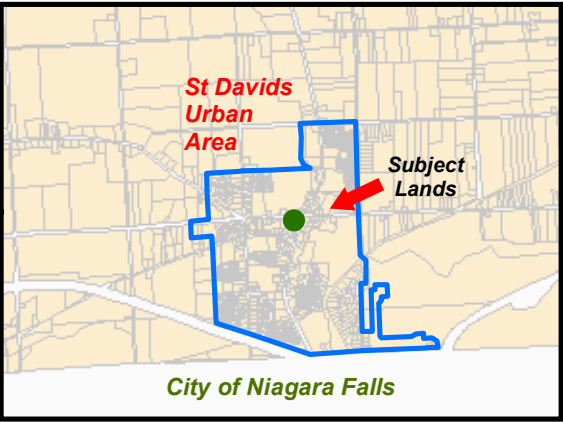 St Davids
Urban
Area
Subject
Lands
City of Niagara Falls